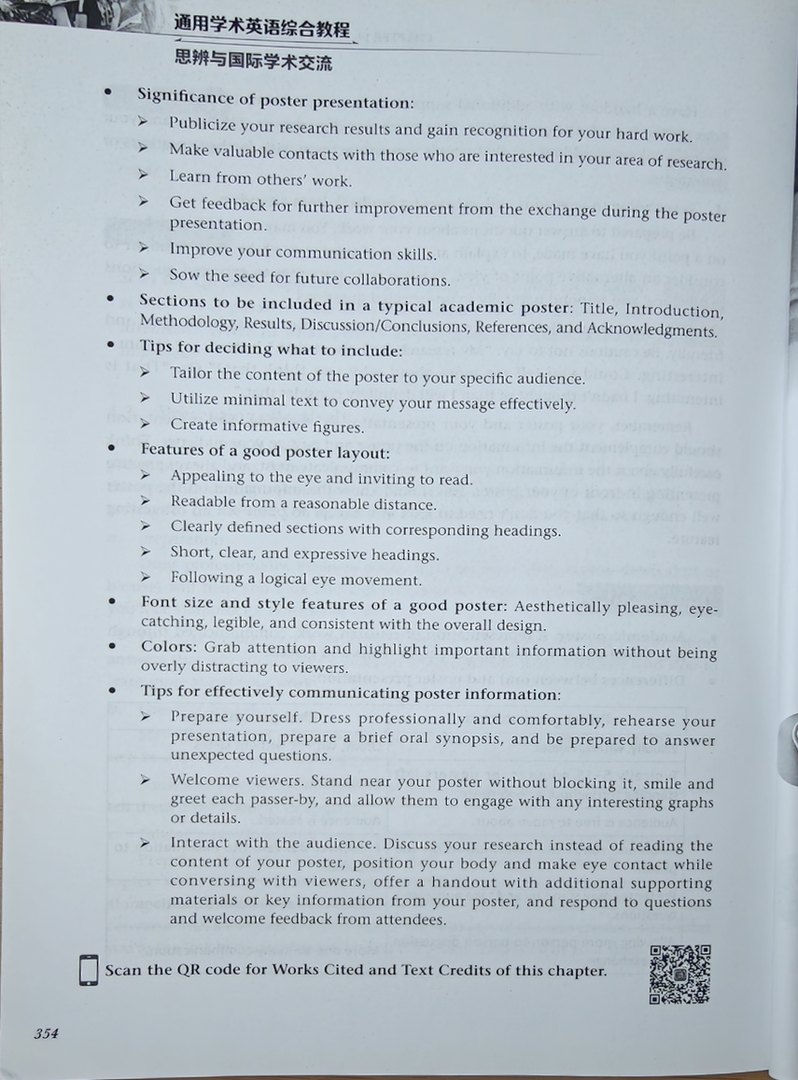 通用学术英语综合教程
思辨与国际学术交流
• Significance of poster presentation:
➢ Publicize your research results and gain recognition for your hard work.
➢ Make valuable contacts with those who are interested in your area of research.
➢ Learn from others' work.
➢ Get feedback for further improvement from the exchange during the poster
presentation.
➢ Improve your communication skills.
➢ Sow the seed for future collaborations.
• Sections to be included in a typical academic poster: Title, Introduction,
Methodology, Results, Discussion/Conclusions, References, and Acknowledgments.
• Tips for deciding what to include:
➢ Tailor the content of the poster to your specific audience.
➢ Utilize minimal text to convey your message effectively.
➢ Create informative figures.
• Features of a good poster layout:
➢ Appealing to the eye and inviting to read.
➢ Readable from a reasonable distance.
➢ Clearly defined sections with corresponding headings.
➢ Short, clear, and expressive headings.
➢ Following a logical eye movement.
• Font size and style features of a good poster: Aesthetically pleasing, eye-
catching, legible, and consistent with the overall design.
• Colors: Grab attention and highlight important information without being
overly distracting to viewers.
• Tips for effectively communicating poster information:
➢ Prepare yourself. Dress professionally and comfortably, rehearse your
presentation, prepare a brief oral synopsis, and be prepared to answer
unexpected questions.
➢ Welcome viewers. Stand near your poster without blocking it, smile and
greet each passer-by, and allow them to engage with any interesting graphs
or details.
➢ Interact with the audience. Discuss your research instead of reading the
content of your poster, position your body and make eye contact while
conversing with viewers, offer a handout with additional supporting
materials or key information from your poster, and respond to questions
and welcome feedback from attendees.
Scan the QR code for Works Cited and Text Credits of this chapter.
354